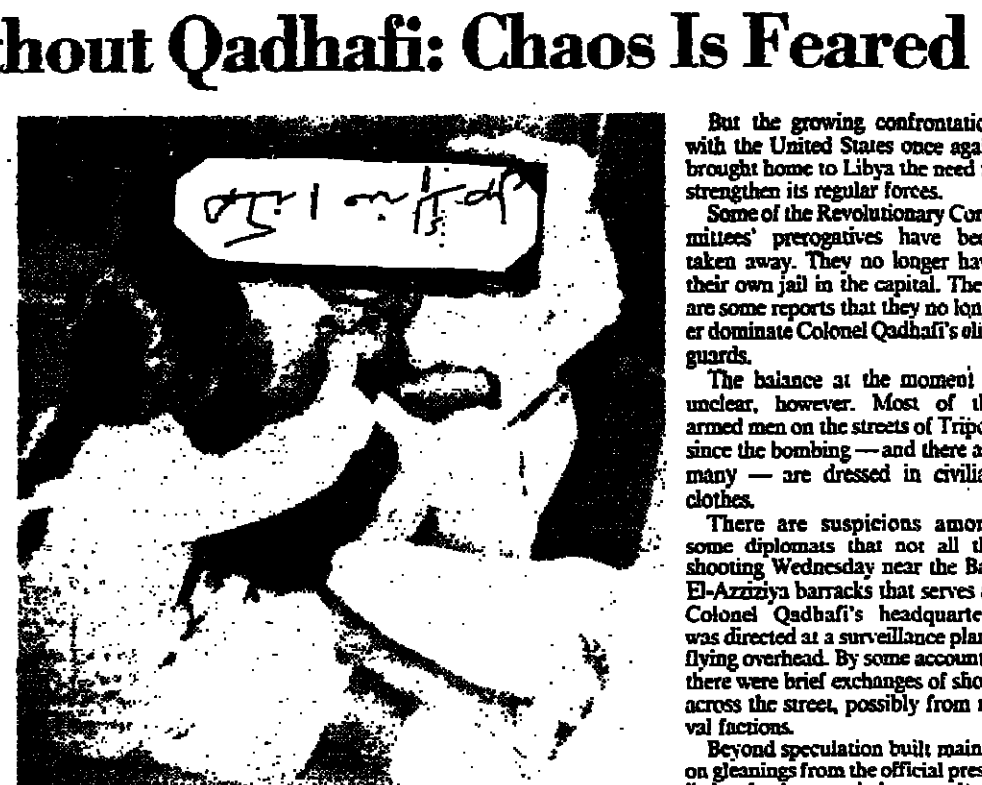 hout Qadhafi: Chaos Is Feared
But the growing confrontatio
with the United States once aga
brought home to Libya the need
strengthen its regular forces.
Some of the Revolutionary Cor
mittees' prerogatives have bee
taken away. They no longer hav
their own jail in the capital. The
are some reports that they no lon
er dominate Colonel Qadhafi's eli
guards.
The balance at the moment
unclear, however. Most of th
armed men on the streets of Tripo
since the bombing — and there a
many — are dressed in civilia
clothes.
There are suspicions amon
some diplomats that not all th
shooting Wednesday near the Ba
El-Azziziya barracks that serves a
Colonel Qadhafi's headquarte
was directed at a surveillance plan
flying overhead. By some account
there were brief exchanges of sho
across the street, possibly from r
val factions.
Beyond speculation built main
on gleanings from the official pres